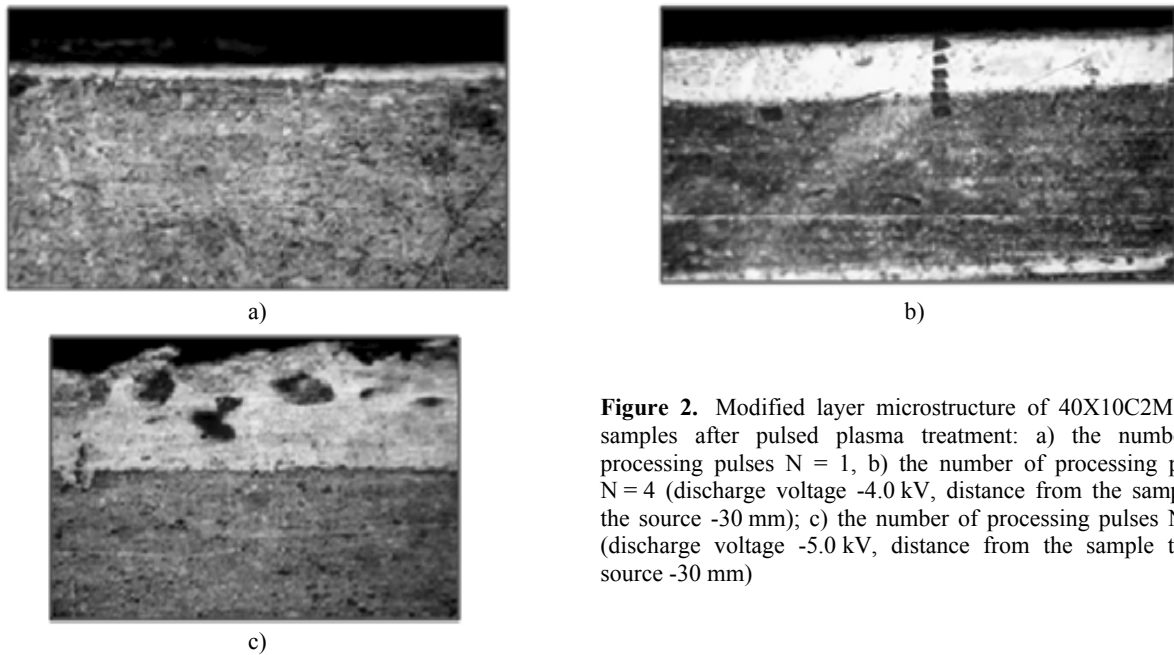 a)
b)
c)
Figure 2. Modified layer microstructure of 40X10C2M
samples after pulsed plasma treatment: a) the number
processing pulses N = 1, b) the number of processing p
N = 4 (discharge voltage -4.0 kV, distance from the samp
the source -30 mm); c) the number of processing pulses N
(discharge voltage -5.0 kV, distance from the sample t
source -30 mm)